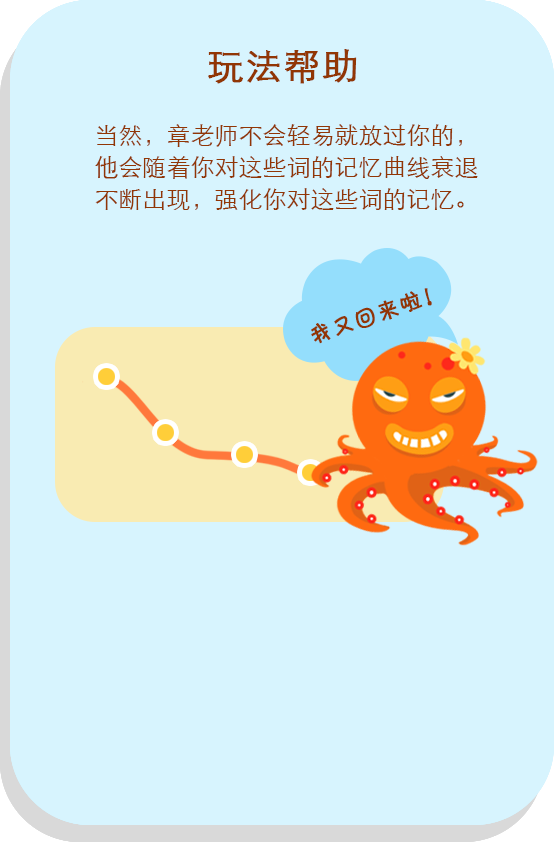 玩法帮助
当然，章老师不会轻易就放过你的，
他会随着你对这些词的记忆曲线衰退
不断出现，强化你对这些词的记忆。
我又回来啦！